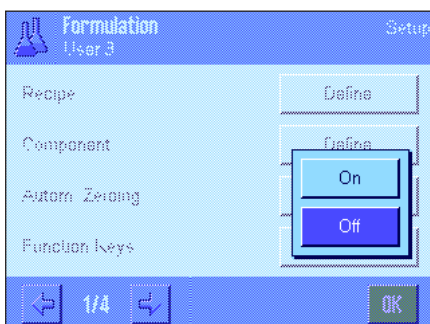 Formulation
User 3
Setup
Recipe
Define
Component
Define
Autom. Zeroing
Function Keys
On
Off
1/4
OK